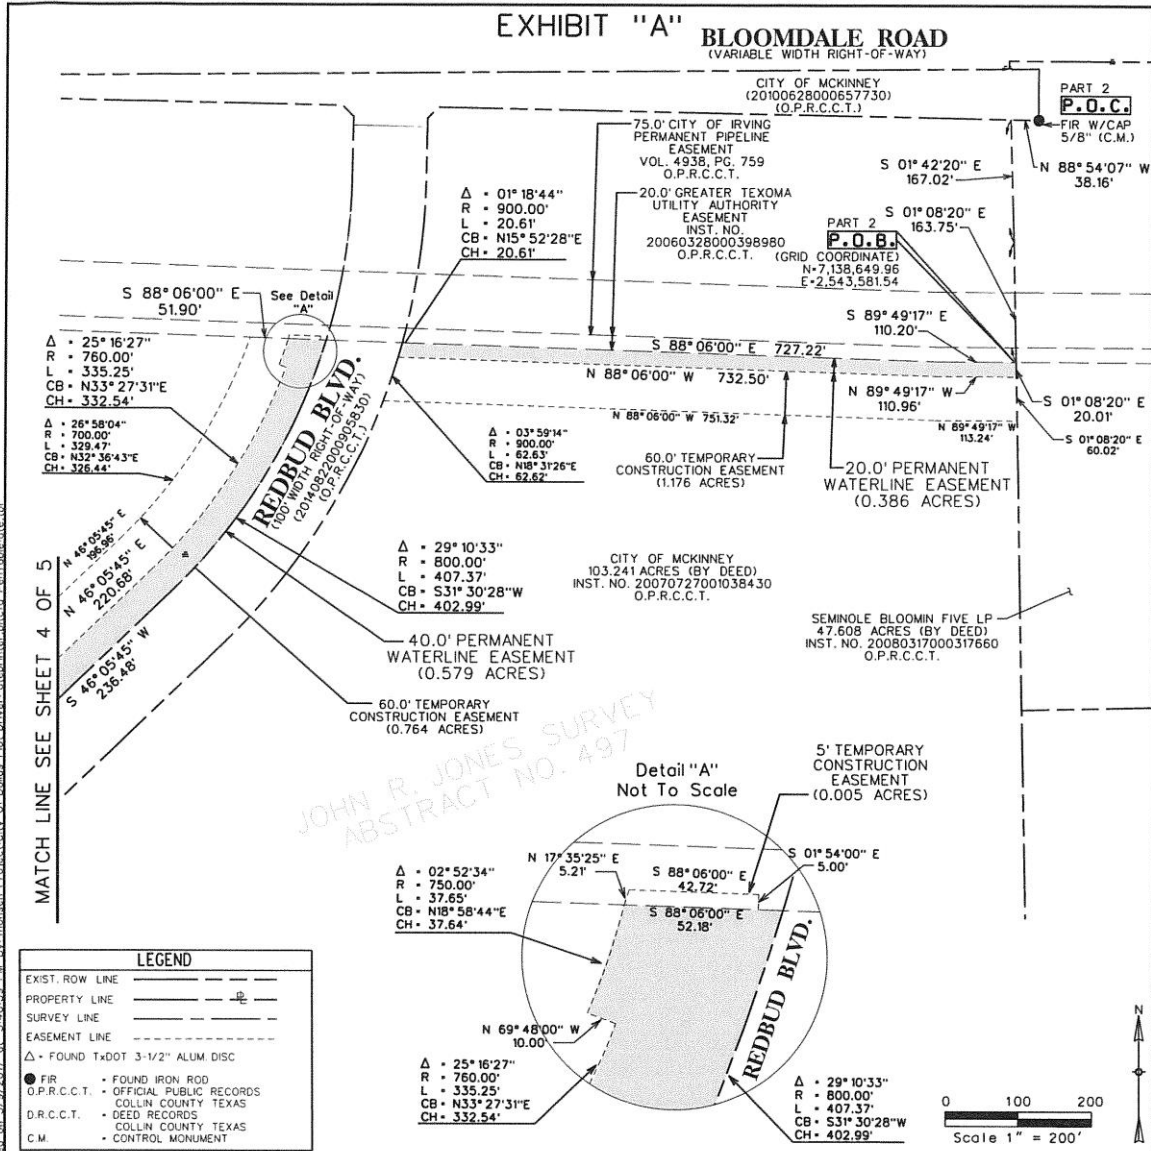 EXHIBIT "A"
BLOOMDALE ROAD
(VARIABLE WIDTH RIGHT-OF-WAY)
CITY OF MCKINNEY
(20100628000657730)
(O.P.R.C.C.T.)
PART 2
P.O.C.
FIR W/CAP
5/8" (C.M.)
N 88°54'07" W
38.16'
75.0' CITY OF IRVING
PERMANENT PIPELINE
EASEMENT
VOL. 4938, PG. 759
O.P.R.C.C.T.
S 01°42'20" E
167.02'
20.0' GREATER TEXOMA
UTILITY AUTHORITY
EASEMENT
INST. NO.
20060328000398980
O.P.R.C.C.T.
S 01°08'20" E
163.75'
PART 2
P.O.B.
(GRID COORDINATE)
N=7,138,649.96
E=2,543,581.54
Δ = 01°18'44"
R = 900.00'
L = 20.61'
CB = N15°52'28"E
CH = 20.61'
S 88°06'00" E
51.90'
See Detail
"A"
S 89°49'17" E
110.20'
Δ = 25°16'27"
R = 760.00'
L = 335.25'
CB = N33°27'31"E
CH = 332.54'
S 88°06'00" E 727.22'
N 88°06'00" W 732.50'
N 89°49'17" W
110.96'
S 01°08'20" E
20.01'
Δ = 26°58'04"
R = 700.00'
L = 329.47'
CB = N32°36'43"E
CH = 326.44'
REDBUD BLVD.
(100' WIDTH RIGHT-OF-WAY)
(20140822000905830)
(O.P.R.C.C.T.)
N 88°06'00" W 751.32'
N 89°49'17" W
113.24'
S 01°08'20" E
60.02'
Δ = 03°59'14"
R = 900.00'
L = 62.63'
CB = N18°31'26"E
CH = 62.62'
60.0' TEMPORARY
CONSTRUCTION EASEMENT
(1.176 ACRES)
20.0' PERMANENT
WATERLINE EASEMENT
(0.386 ACRES)
N 46°05'45" E
196.96'
N 46°05'45" E
220.68'
S 46°05'45" W
236.48'
MATCH LINE SEE SHEET 4 OF 5
Δ = 29°10'33"
R = 800.00'
L = 407.37'
CB = S31°30'28"W
CH = 402.99'
CITY OF MCKINNEY
103.241 ACRES (BY DEED)
INST. NO. 20070727001038430
O.P.R.C.C.T.
SEMINOLE BLOOMIN FIVE LP
47.608 ACRES (BY DEED)
INST. NO. 20080317000317660
O.P.R.C.C.T.
40.0' PERMANENT
WATERLINE EASEMENT
(0.579 ACRES)
60.0' TEMPORARY
CONSTRUCTION EASEMENT
(0.764 ACRES)
JOHN R. JONES SURVEY
ABSTRACT NO. 497
Detail "A"
Not To Scale
5' TEMPORARY
CONSTRUCTION
EASEMENT
(0.005 ACRES)
N 17°35'25" E
5.21'
S 88°06'00" E
42.72'
S 01°54'00" E
5.00'
S 88°06'00" E
52.18'
Δ = 02°52'34"
R = 750.00'
L = 37.65'
CB = N18°58'44"E
CH = 37.64'
REDBUD BLVD.
N 69°48'00" W
10.00'
Δ = 25°16'27"
R = 760.00'
L = 335.25'
CB = N33°27'31"E
CH = 332.54'
Δ = 29°10'33"
R = 800.00'
L = 407.37'
CB = S31°30'28"W
CH = 402.99'
LEGEND
EXIST. ROW LINE
PROPERTY LINE
SURVEY LINE
EASEMENT LINE
Δ = FOUND TxDOT 3-1/2" ALUM. DISC
FIR = FOUND IRON ROD
O.P.R.C.C.T. = OFFICIAL PUBLIC RECORDS
COLLIN COUNTY TEXAS
D.R.C.C.T. = DEED RECORDS
COLLIN COUNTY TEXAS
C.M. = CONTROL MONUMENT
N
0 100 200
Scale 1" = 200'